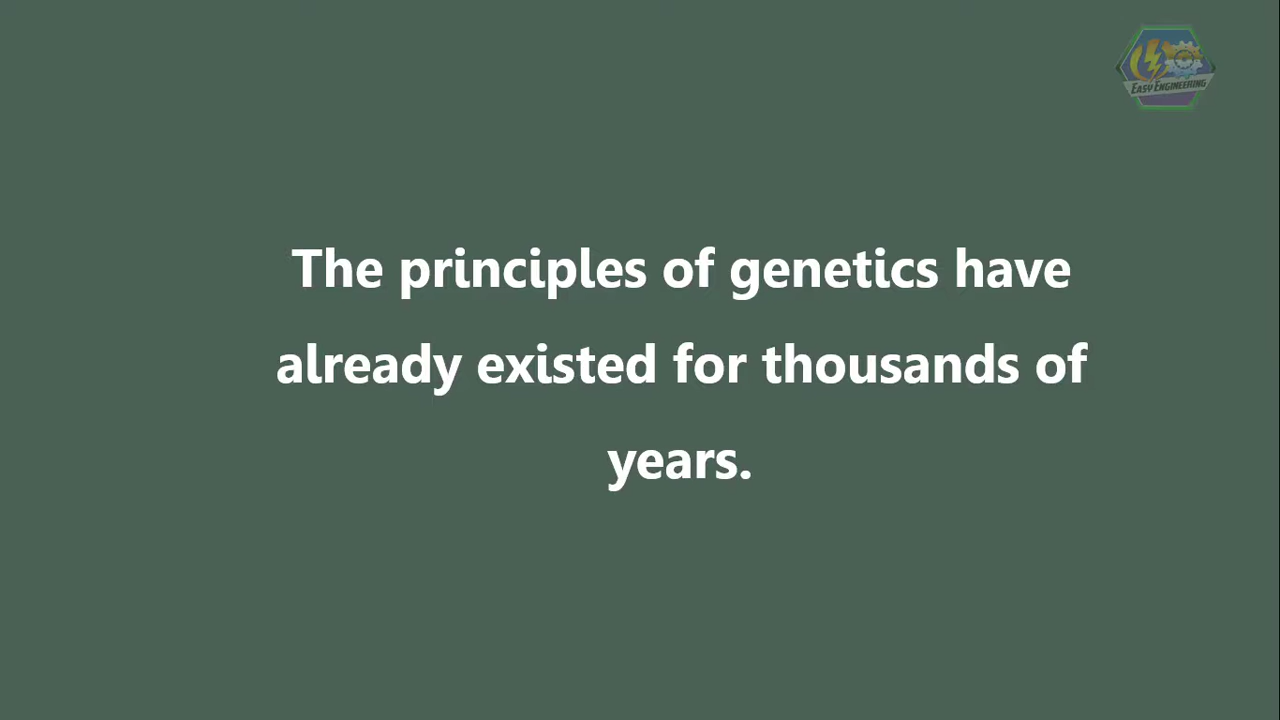 EASY ENGINEERING
The principles of genetics have
already existed for thousands of
years.